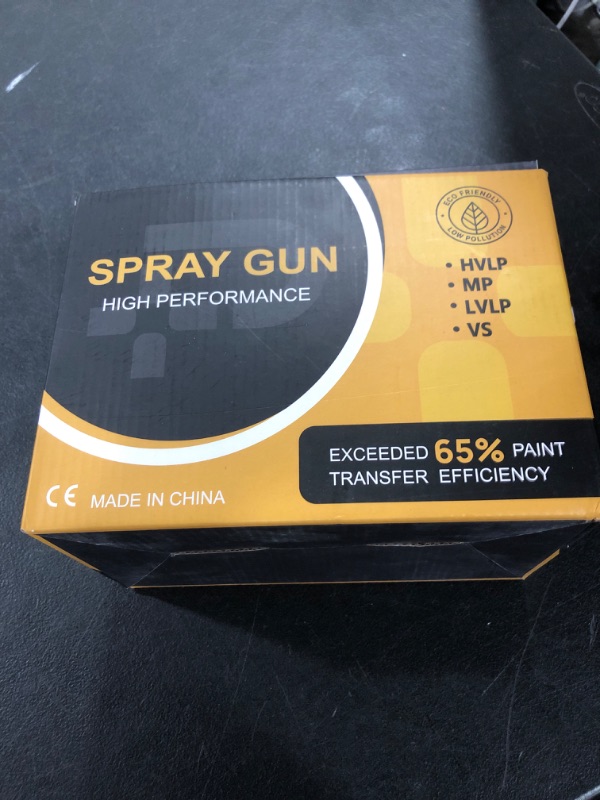 ECO FRIENDLY
LOW POLLUTION
SPRAY GUN
HIGH PERFORMANCE
• HVLP
• MP
• LVLP
• VS
EXCEEDED 65% PAINT
TRANSFER EFFICIENCY
CE MADE IN CHINA